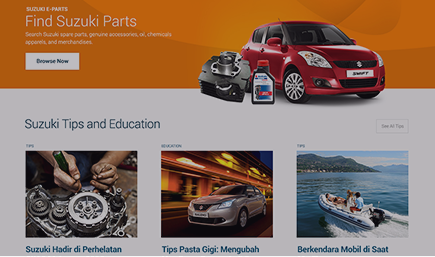 SUZUKI E-PARTS
Find Suzuki Parts
Search Suzuki spare parts, genuine accessories, oil, chemicals
apparel, and merchandises.
Browse Now
SWIFT
Suzuki Tips and Education
See All Tips
TIPS
EDUCATION
TIPS
Suzuki Hadir di Perhelatan
Tips Pasta Gigi: Mengubah
Berkendara Mobil di Saat